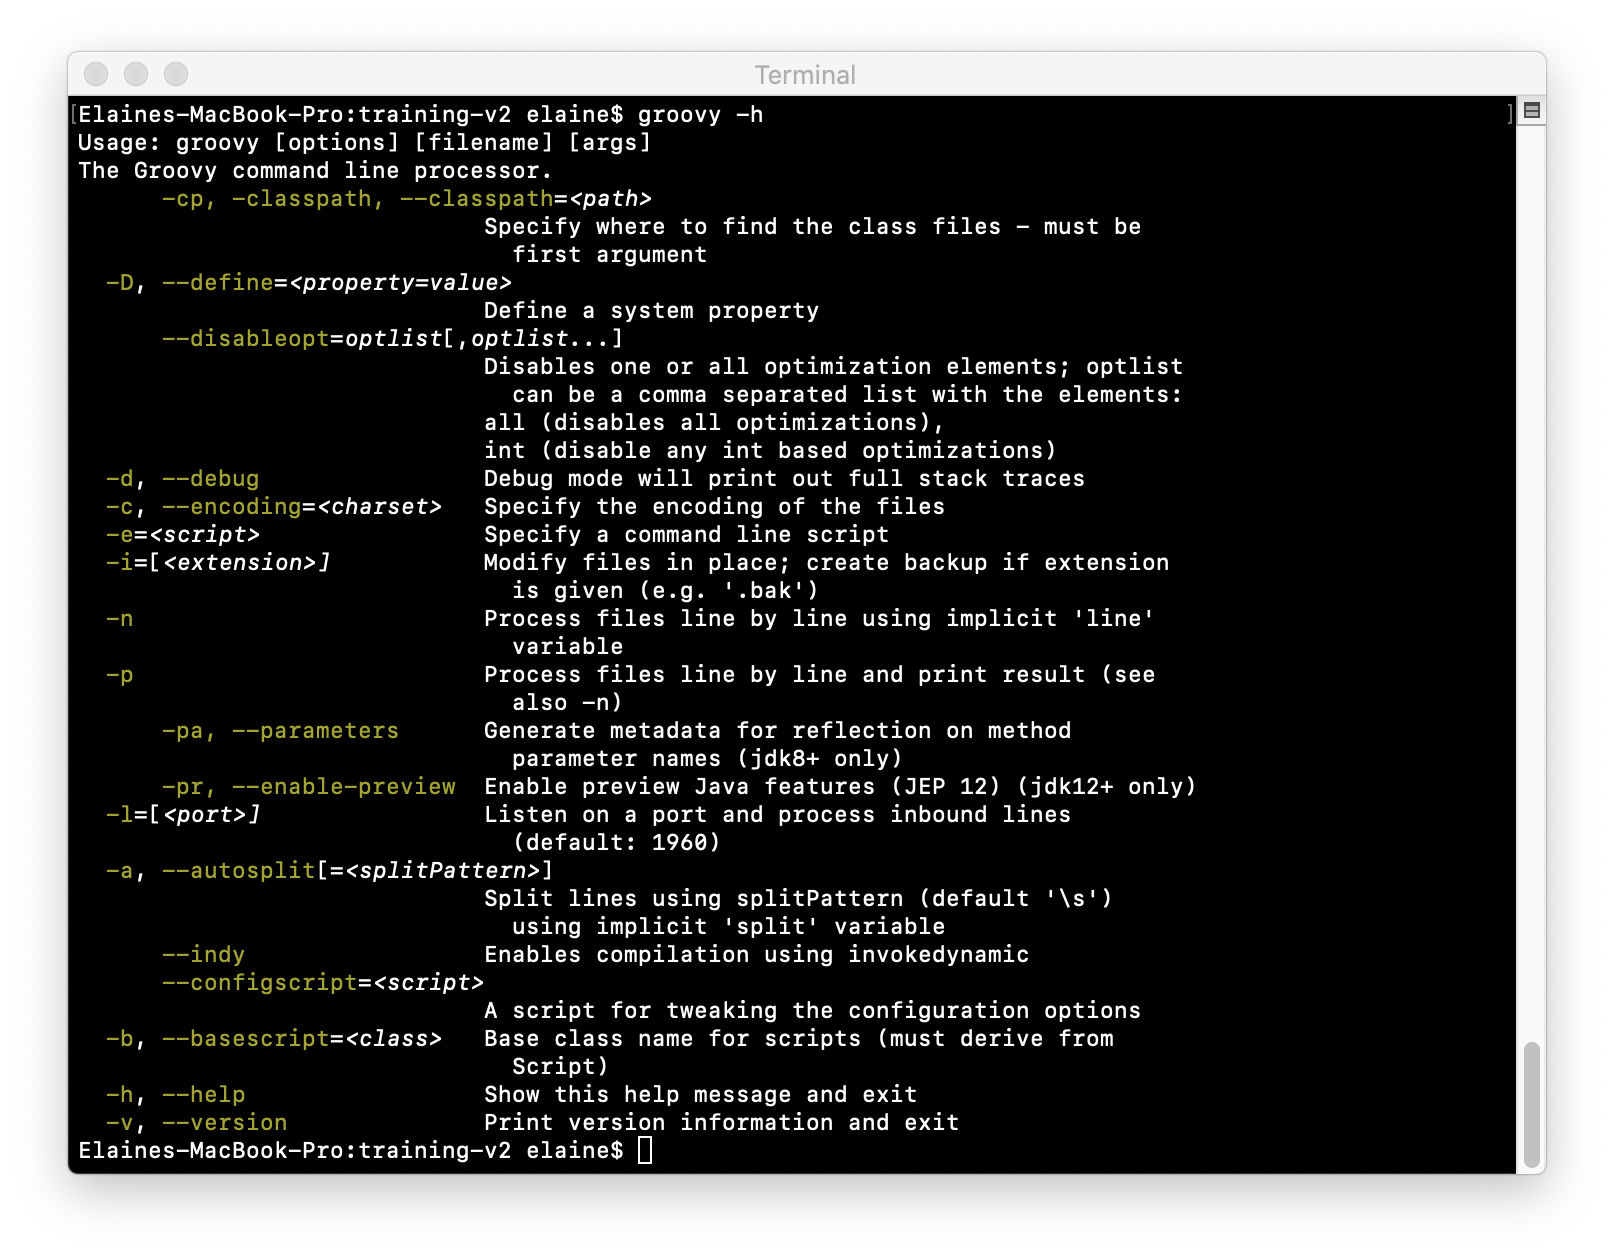 Terminal
[Elaines-MacBook-Pro:training-v2 elaine$ groovy -h ]
Usage: groovy [options] [filename] [args]
The Groovy command line processor.
      -cp, -classpath, --classpath=<path>
                             Specify where to find the class files - must be
                               first argument
  -D, --define=<property=value>
                             Define a system property
      --disableopt=optlist[,optlist...]
                             Disables one or all optimization elements; optlist
                               can be a comma separated list with the elements:
                             all (disables all optimizations),
                             int (disable any int based optimizations)
  -d, --debug                Debug mode will print out full stack traces
  -c, --encoding=<charset>   Specify the encoding of the files
  -e=<script>                Specify a command line script
  -i=[<extension>]           Modify files in place; create backup if extension
                               is given (e.g. '.bak')
  -n                         Process files line by line using implicit 'line'
                               variable
  -p                         Process files line by line and print result (see
                               also -n)
      -pa, --parameters      Generate metadata for reflection on method
                               parameter names (jdk8+ only)
      -pr, --enable-preview  Enable preview Java features (JEP 12) (jdk12+ only)
  -l=[<port>]                Listen on a port and process inbound lines
                               (default: 1960)
  -a, --autosplit[=<splitPattern>]
                             Split lines using splitPattern (default '\s')
                               using implicit 'split' variable
      --indy                 Enables compilation using invokedynamic
      --configscript=<script>
                             A script for tweaking the configuration options
  -b, --basescript=<class>   Base class name for scripts (must derive from
                               Script)
  -h, --help                 Show this help message and exit
  -v, --version              Print version information and exit
Elaines-MacBook-Pro:training-v2 elaine$